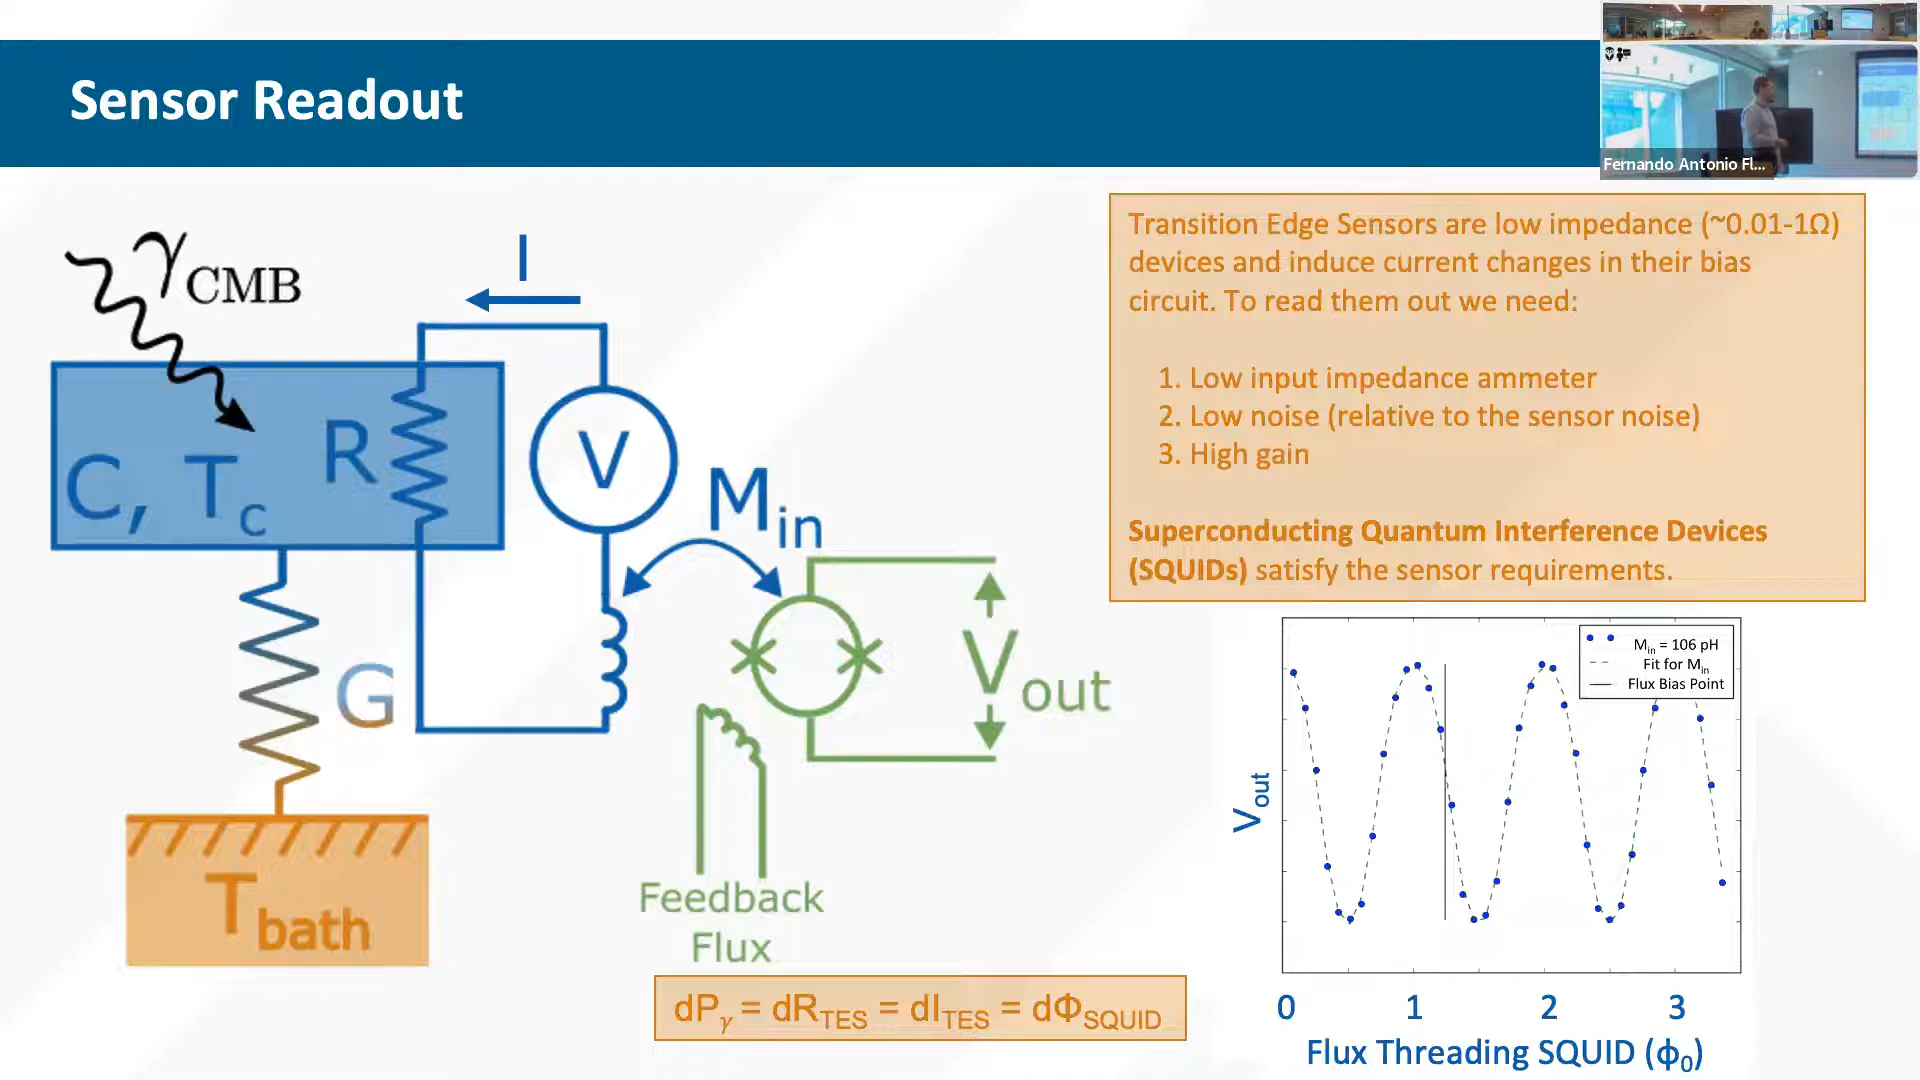 Sensor Readout
Fernando Antonio Fl...
γCMB
I
Transition Edge Sensors are low impedance (~0.01-1Ω)
devices and induce current changes in their bias
circuit. To read them out we need:
1. Low input impedance ammeter
2. Low noise (relative to the sensor noise)
3. High gain
Superconducting Quantum Interference Devices
(SQUIDs) satisfy the sensor requirements.
C, Tc
R
V
Min
G
Vout
Tbath
Feedback
Flux
dPγ = dRTES = dITES = dΦSQUID
Min = 106 pH
Fit for Min
Flux Bias Point
Vout
0 1 2 3
Flux Threading SQUID (ϕ0)